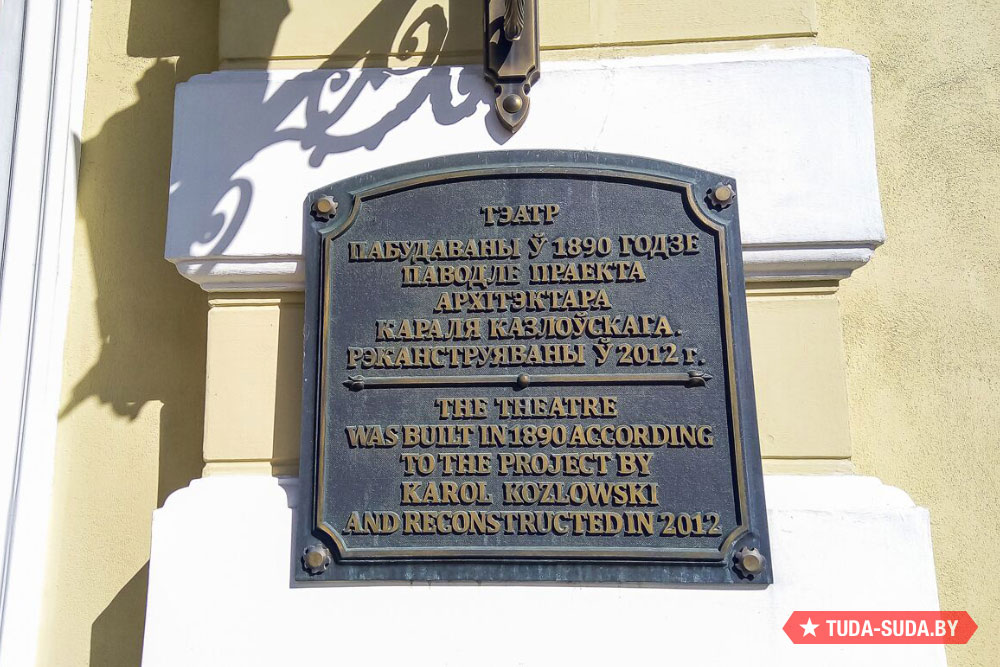 ТЭАТР
ПАБУДАВАНЫ Ў 1890 ГОДЗЕ
ПАВОДЛЕ ПРАЕКТА
АРХІТЭКТАРА
КАРАЛЯ КАЗЛОЎСКАГА.
РЭКАНСТРУЯВАНЫ Ў 2012 г.
THE THEATRE
WAS BUILT IN 1890 ACCORDING
TO THE PROJECT BY
KAROL KOZLOWSKI
AND RECONSTRUCTED IN 2012
TUDA-SUDA.BY